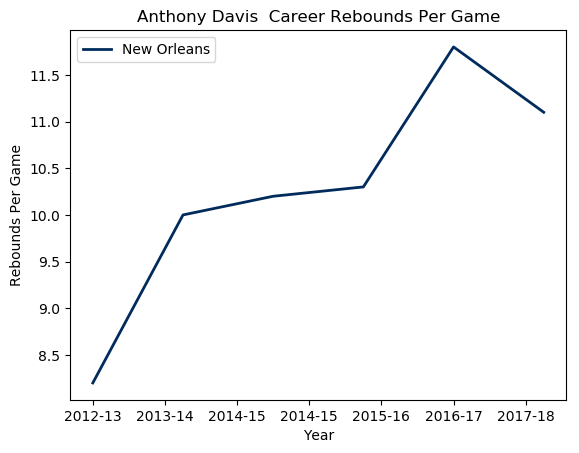 Anthony Davis  Career Rebounds Per Game
New Orleans
11.5
11.0
10.5
10.0
9.5
9.0
8.5
Rebounds Per Game
2012-13 2013-14 2014-15 2014-15 2015-16 2016-17 2017-18
Year